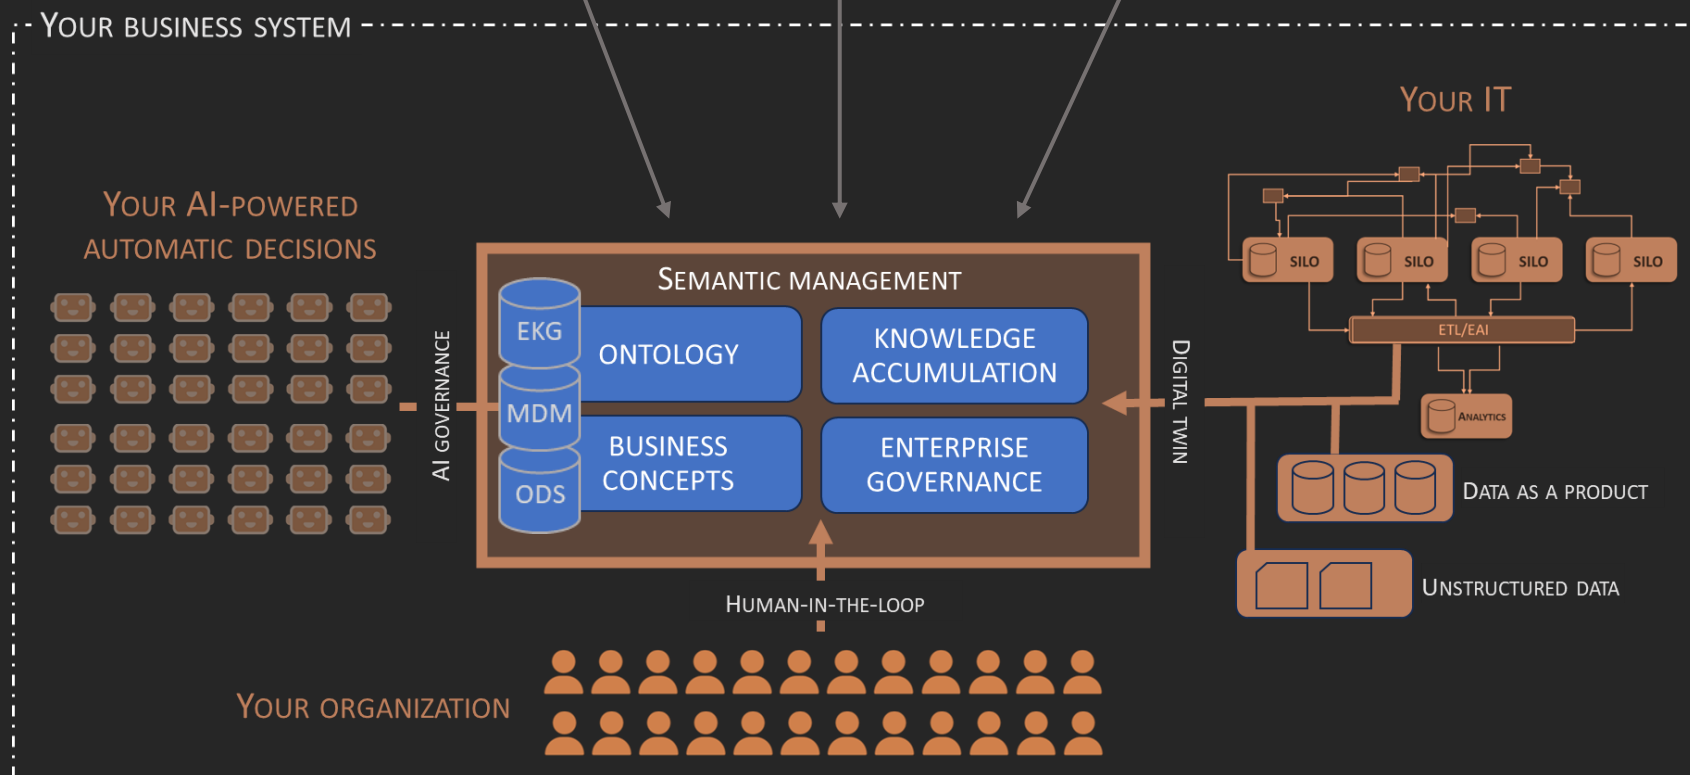 YOUR BUSINESS SYSTEM
YOUR IT
YOUR AI-POWERED
AUTOMATIC DECISIONS
SILO
SILO
SILO
SILO
ETL/EAI
ANALYTICS
SEMANTIC MANAGEMENT
EKG
MDM
ODS
ONTOLOGY
KNOWLEDGE
ACCUMULATION
BUSINESS
CONCEPTS
ENTERPRISE
GOVERNANCE
AI GOVERNANCE
DIGITAL TWIN
DATA AS A PRODUCT
UNSTRUCTURED DATA
HUMAN-IN-THE-LOOP
YOUR ORGANIZATION